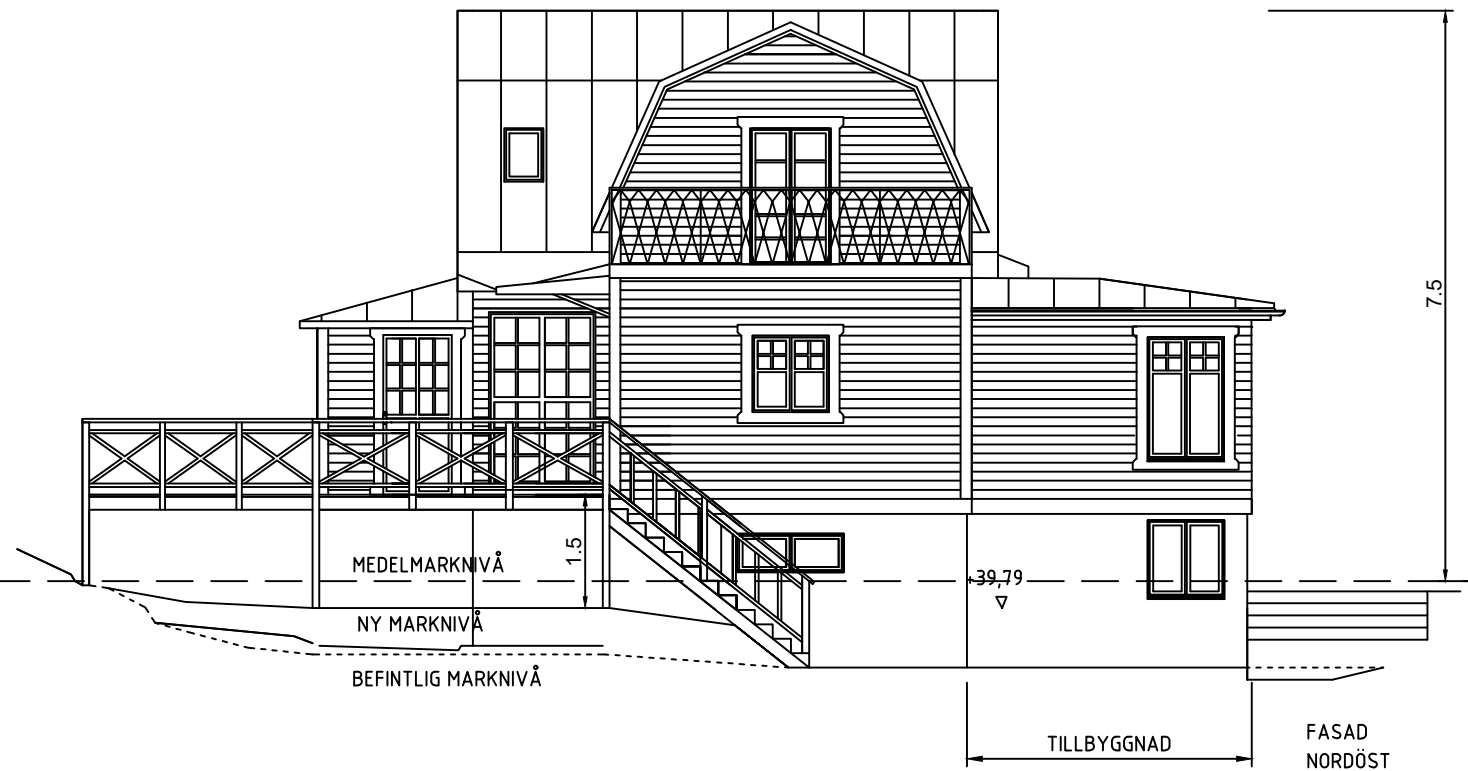 7.5
1.5
MEDELMARKNIVÅ
+39,79
NY MARKNIVÅ
BEFINTLIG MARKNIVÅ
TILLBYGGNAD
FASAD
NORDÖST